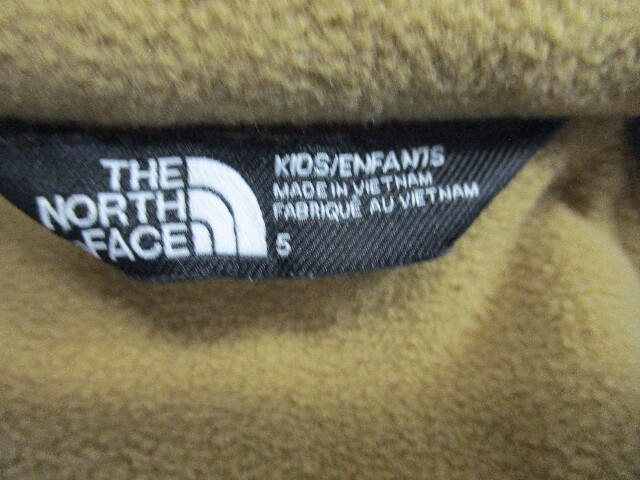 THE
NORTH
FACE
KIDS/ENFANTS
MADE IN VIETNAM
FABRIQUÉ AU VIETNAM
5